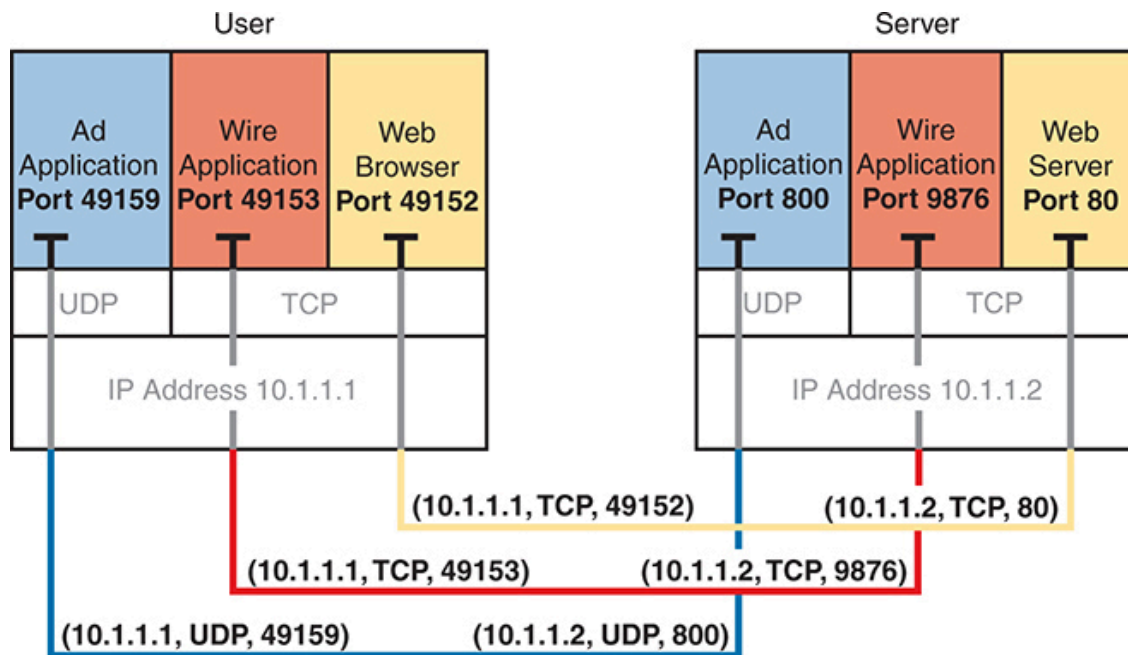 User
Server
Ad
Application
Port 49159
Wire
Application
Port 49153
Web
Browser
Port 49152
Ad
Application
Port 800
Wire
Application
Port 9876
Web
Server
Port 80
UDP
TCP
UDP
TCP
IP Address 10.1.1.1
IP Address 10.1.1.2
(10.1.1.1, TCP, 49152)
(10.1.1.2, TCP, 80)
(10.1.1.1, TCP, 49153)
(10.1.1.2, TCP, 9876)
(10.1.1.1, UDP, 49159)
(10.1.1.2, UDP, 800)